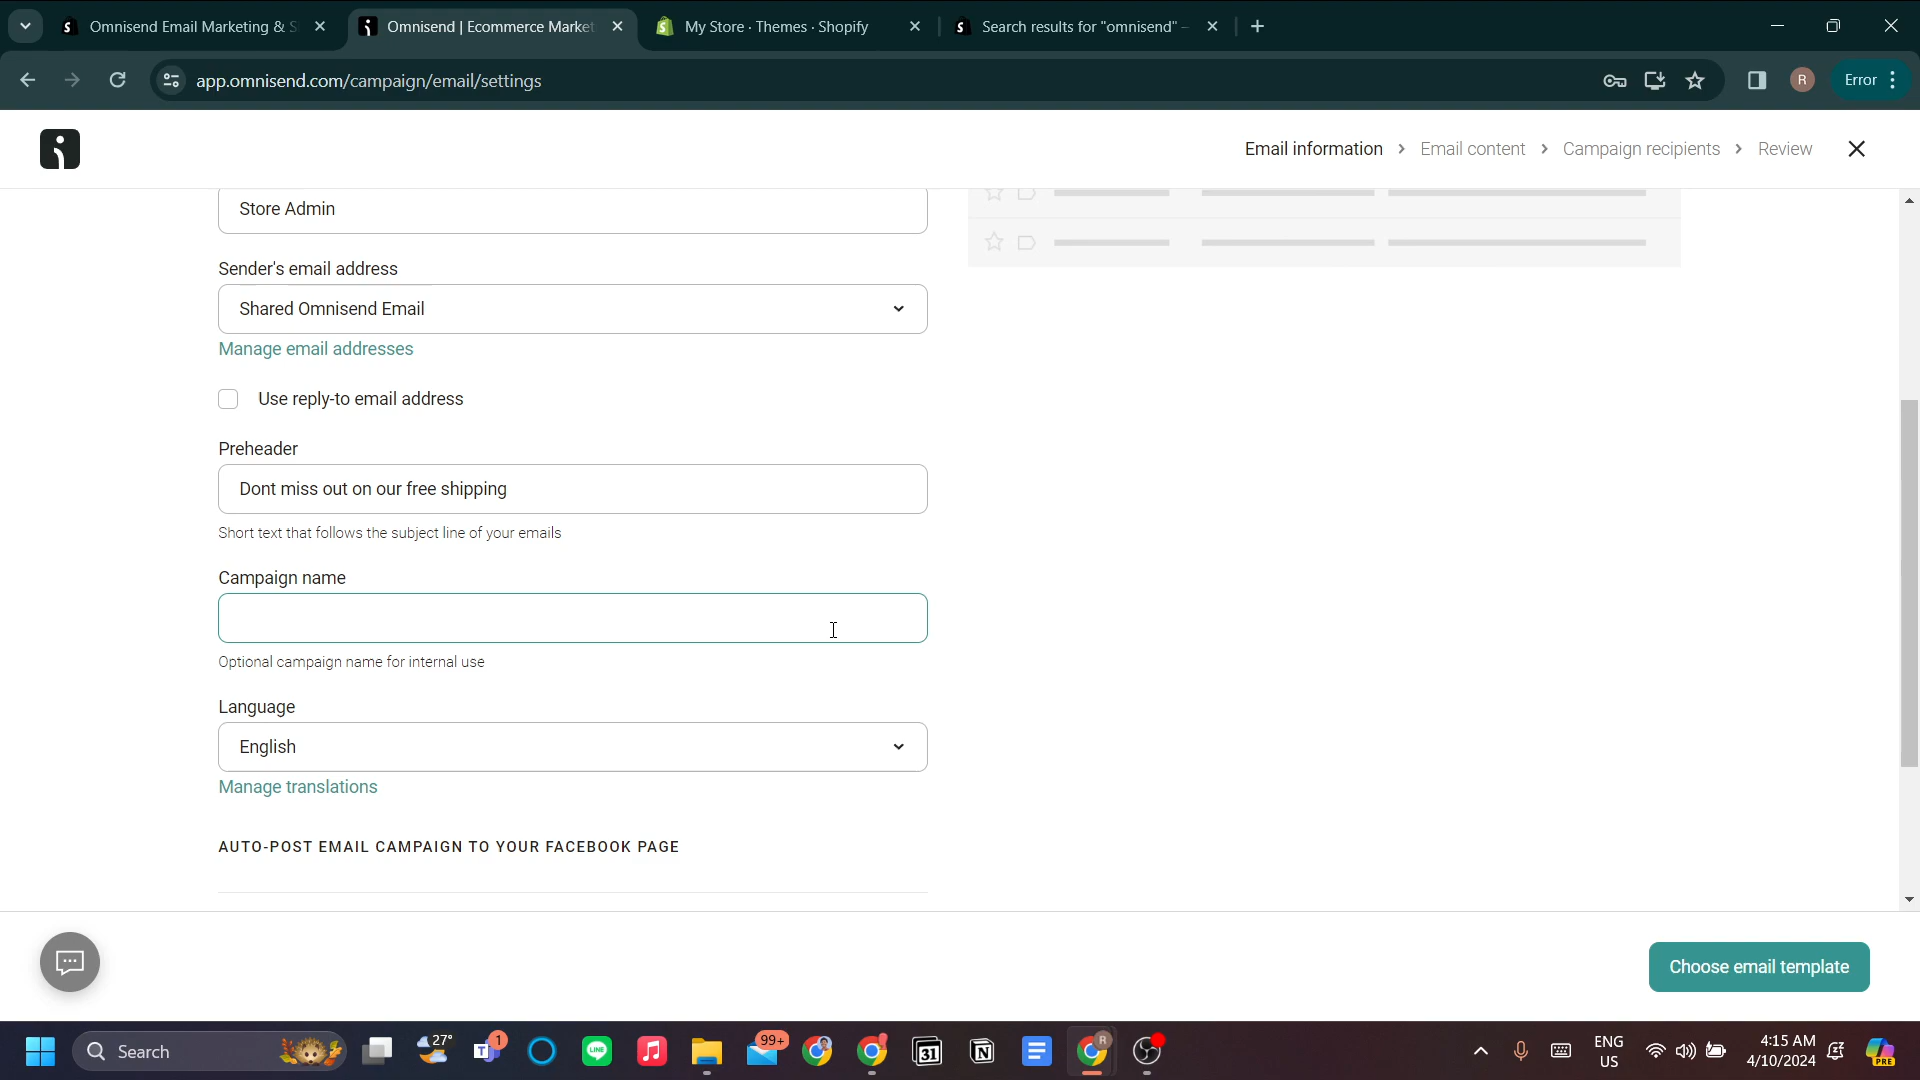 Omnisend Email Marketing & S
Omnisend | Ecommerce Market
My Store · Themes · Shopify
Search results for "omnisend" –
app.omnisend.com/campaign/email/settings
R
Error
Email information > Email content > Campaign recipients > Review
Store Admin
Sender's email address
Shared Omnisend Email
Manage email addresses
Use reply-to email address
Preheader
Dont miss out on our free shipping
Short text that follows the subject line of your emails
Campaign name
Optional campaign name for internal use
Language
English
Manage translations
AUTO-POST EMAIL CAMPAIGN TO YOUR FACEBOOK PAGE
Choose email template
Search
27°
1
LINE
99+
31
R
ENG
US
4:15 AM
4/10/2024
PRE